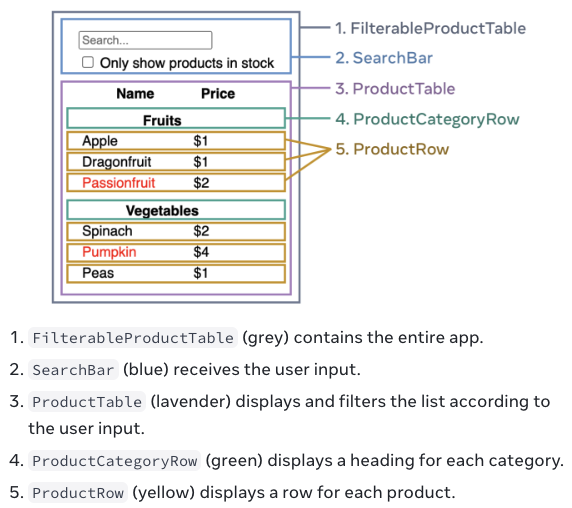 Search...
Only show products in stock
Name Price
Fruits
Apple $1
Dragonfruit $1
Passionfruit $2
Vegetables
Spinach $2
Pumpkin $4
Peas $1
1. FilterableProductTable
2. SearchBar
3. ProductTable
4. ProductCategoryRow
5. ProductRow
1. FilterableProductTable (grey) contains the entire app.
2. SearchBar (blue) receives the user input.
3. ProductTable (lavender) displays and filters the list according to
the user input.
4. ProductCategoryRow (green) displays a heading for each category.
5. ProductRow (yellow) displays a row for each product.